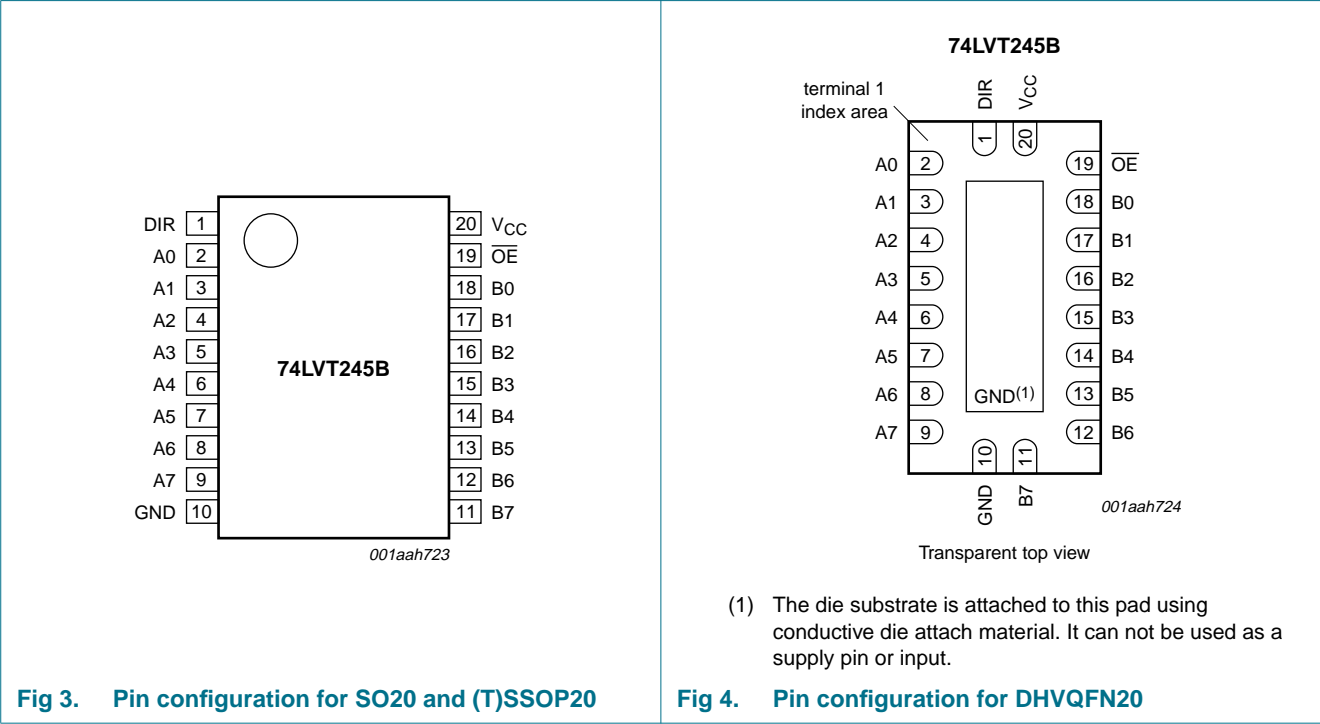 DIR 1
A0 2
A1 3
A2 4
A3 5
A4 6
A5 7
A6 8
A7 9
GND 10
74LVT245B
20 VCC
19 OE
18 B0
17 B1
16 B2
15 B3
14 B4
13 B5
12 B6
11 B7
001aah723
Fig 3. Pin configuration for SO20 and (T)SSOP20
74LVT245B
terminal 1
index area
DIR
VCC
1
20
A0 2
A1 3
A2 4
A3 5
A4 6
A5 7
A6 8
A7 9
19 OE
18 B0
17 B1
16 B2
15 B3
14 B4
13 B5
12 B6
GND(1)
10
11
GND
B7
001aah724
Transparent top view
(1) The die substrate is attached to this pad using
conductive die attach material. It can not be used as a
supply pin or input.
Fig 4. Pin configuration for DHVQFN20